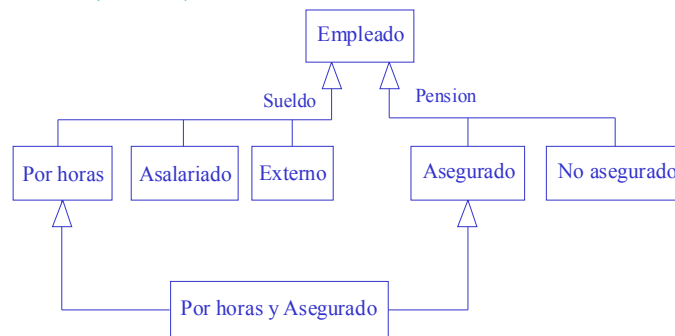 Empleado
Sueldo
Pension
Por horas
Asalariado
Externo
Asegurado
No asegurado
Por horas y Asegurado